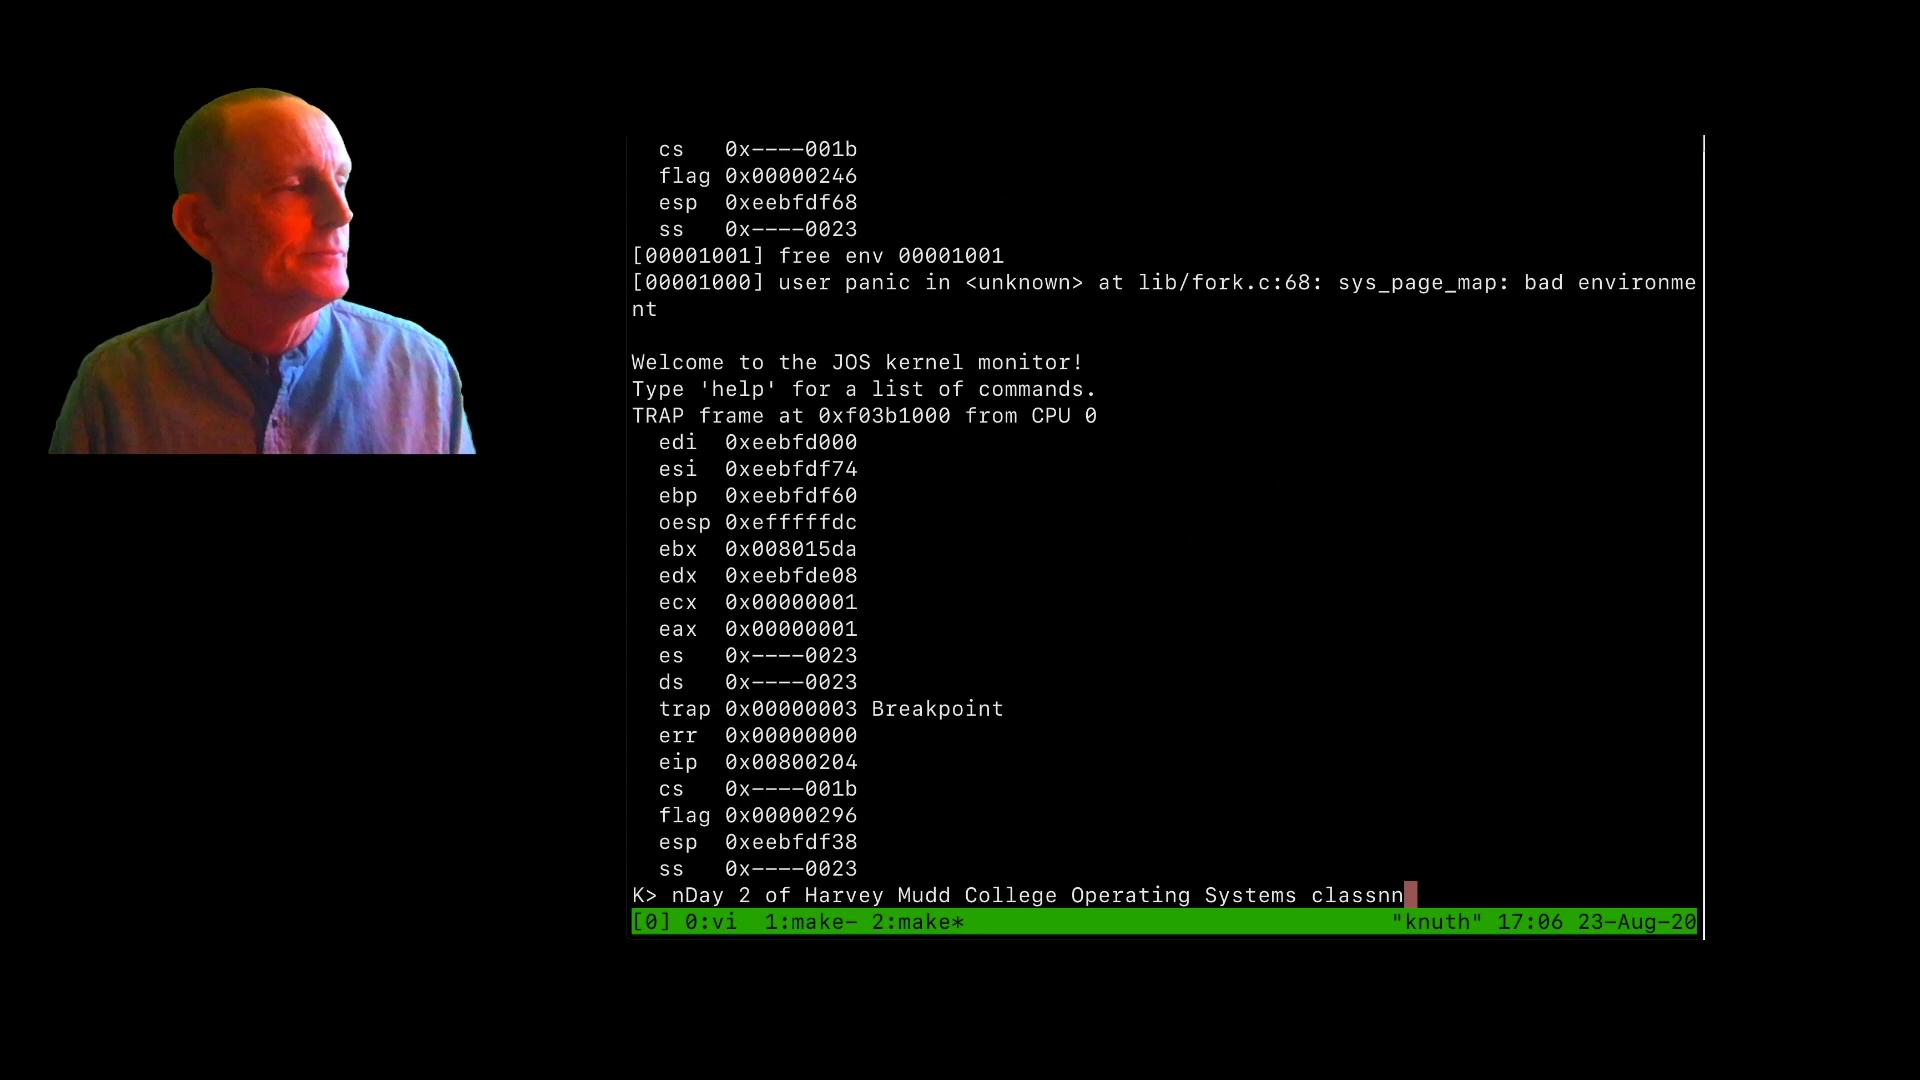 cs 0x----001b
flag 0x00000246
esp 0xeebfdf68
ss 0x----0023
[00001001] free env 00001001
[00001000] user panic in <unknown> at lib/fork.c:68: sys_page_map: bad environme
nt
Welcome to the JOS kernel monitor!
Type 'help' for a list of commands.
TRAP frame at 0xf03b1000 from CPU 0
edi 0xeebfd000
esi 0xeebfdf74
ebp 0xeebfdf60
oesp 0xefffffdc
ebx 0x008015da
edx 0xeebfde08
ecx 0x00000001
eax 0x00000001
es 0x----0023
ds 0x----0023
trap 0x00000003 Breakpoint
err 0x00000000
eip 0x00800204
cs 0x----001b
flag 0x00000296
esp 0xeebfdf38
ss 0x----0023
K> nDay 2 of Harvey Mudd College Operating Systems classnn
[0] 0:vi 1:make- 2:make* "knuth" 17:06 23-Aug-20